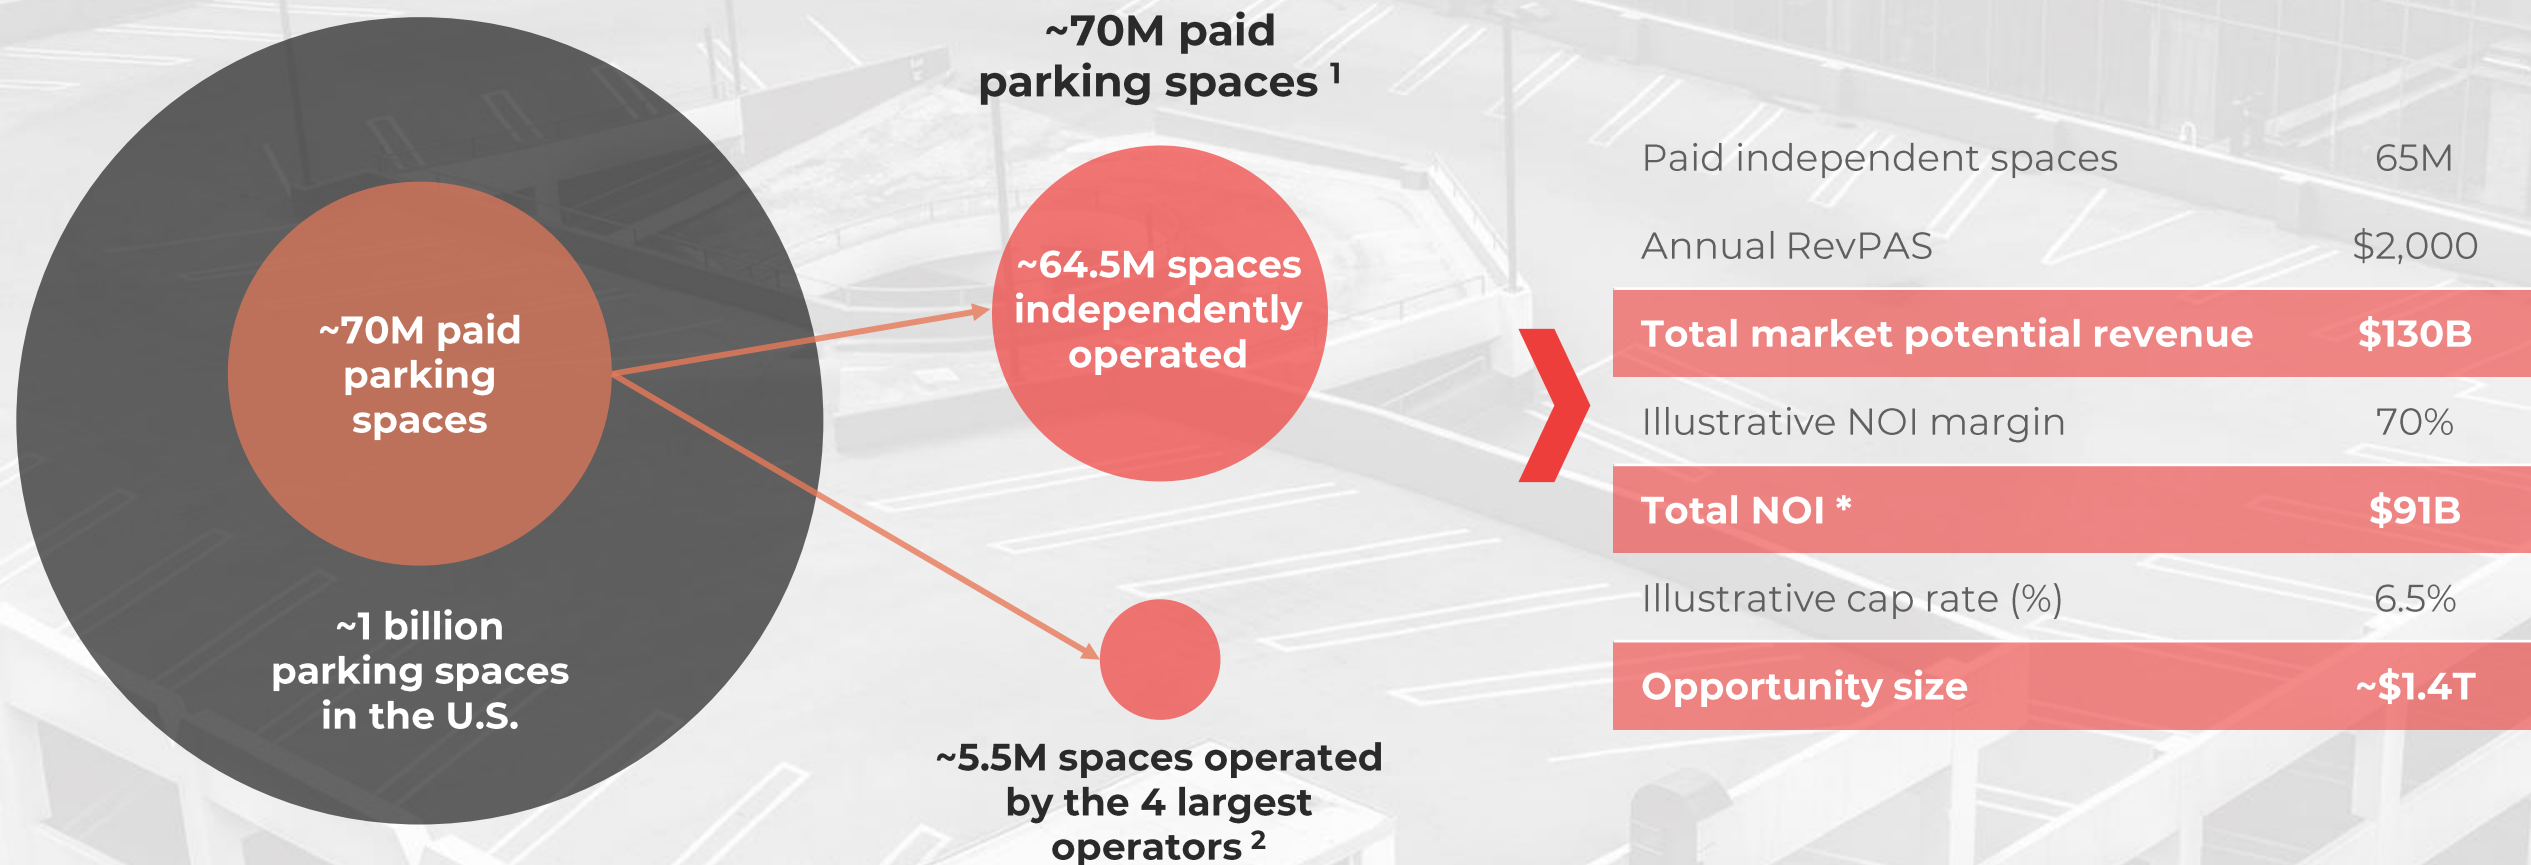 ~70M paid
parking
spaces
~1 billion
parking spaces
in the U.S.
~70M paid
parking spaces ¹
~64.5M spaces
independently
operated
~5.5M spaces operated
by the 4 largest
operators ²
Paid independent spaces 65M
Annual RevPAS $2,000
Total market potential revenue $130B
Illustrative NOI margin 70%
Total NOI * $91B
Illustrative cap rate (%) 6.5%
Opportunity size ~$1.4T